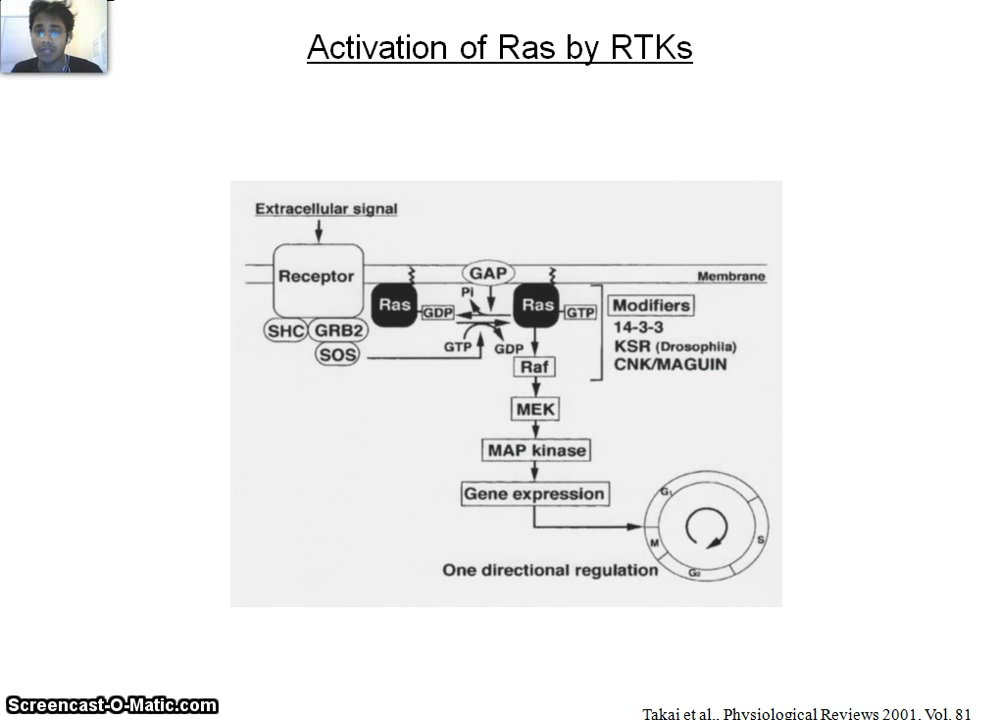 Activation of Ras by RTKs
Extracellular signal
Receptor
GAP
Membrane
Ras
GDP
Pi
Ras
GTP
Modifiers
SHC
GRB2
14-3-3
SOS
GTP
GDP
KSR (Drosophila)
Raf
CNK/MAGUIN
MEK
MAP kinase
Gene expression
G1
M
S
G2
One directional regulation
Screencast-O-Matic.com
Takai et al., Physiological Reviews 2001, Vol. 81